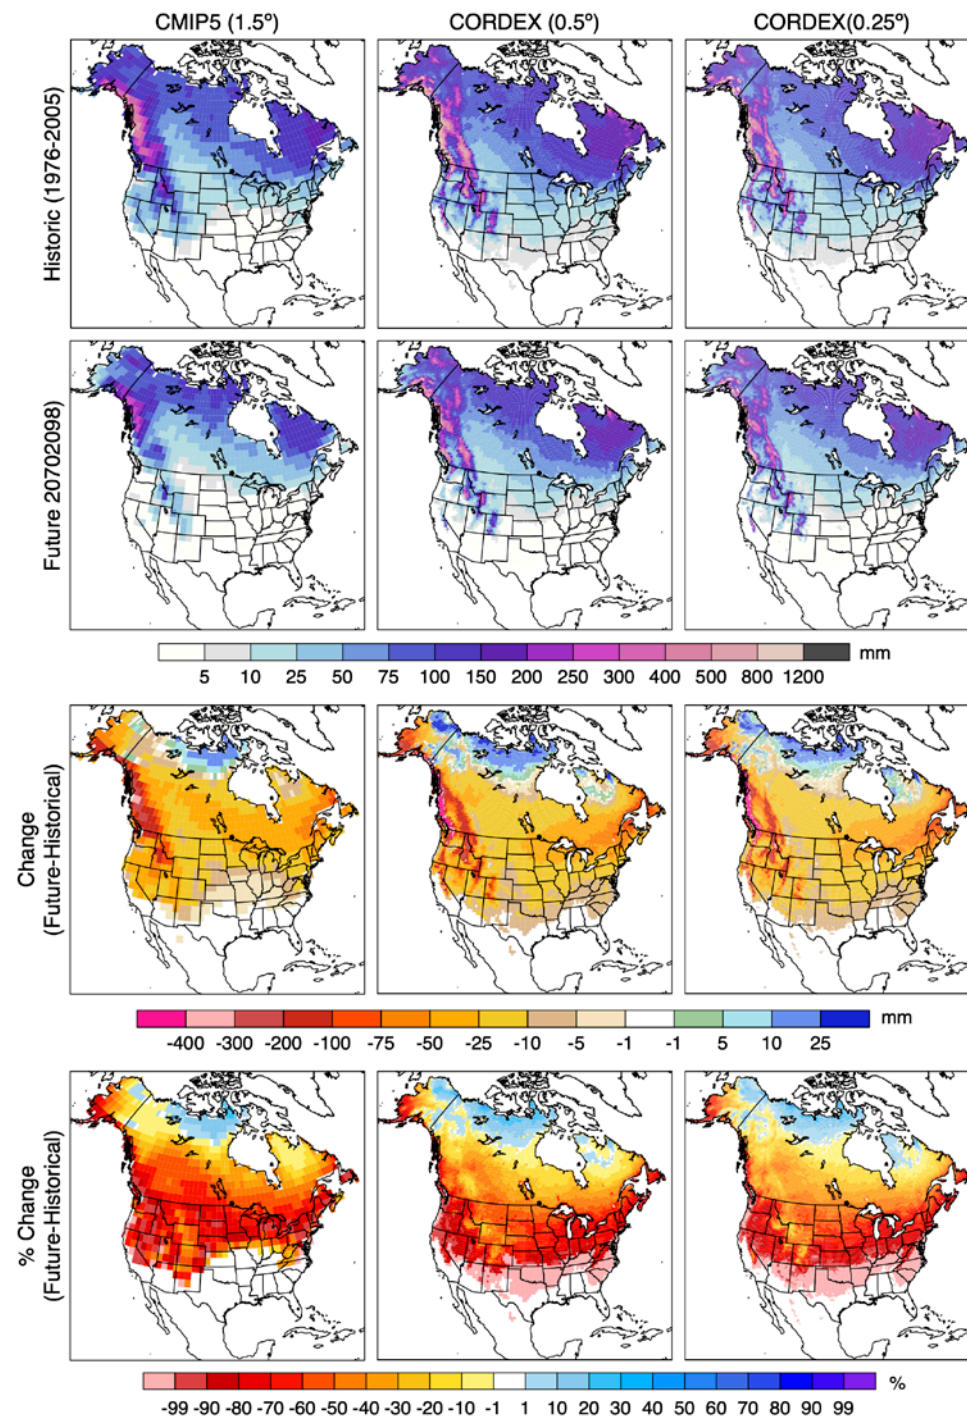 CMIP5 (1.5º) CORDEX (0.5º) CORDEX(0.25º)
Historic (1976-2005)
Future 20702098
mm
5 10 25 50 75 100 150 200 250 300 400 500 800 1200
Change
(Future-Historical)
mm
-400 -300 -200 -100 -75 -50 -25 -10 -5 -1 -1 5 10 25
% Change
(Future-Historical)
%
-99 -90 -80 -70 -60 -50 -40 -30 -20 -10 -1 1 10 20 30 40 50 60 70 80 90 99